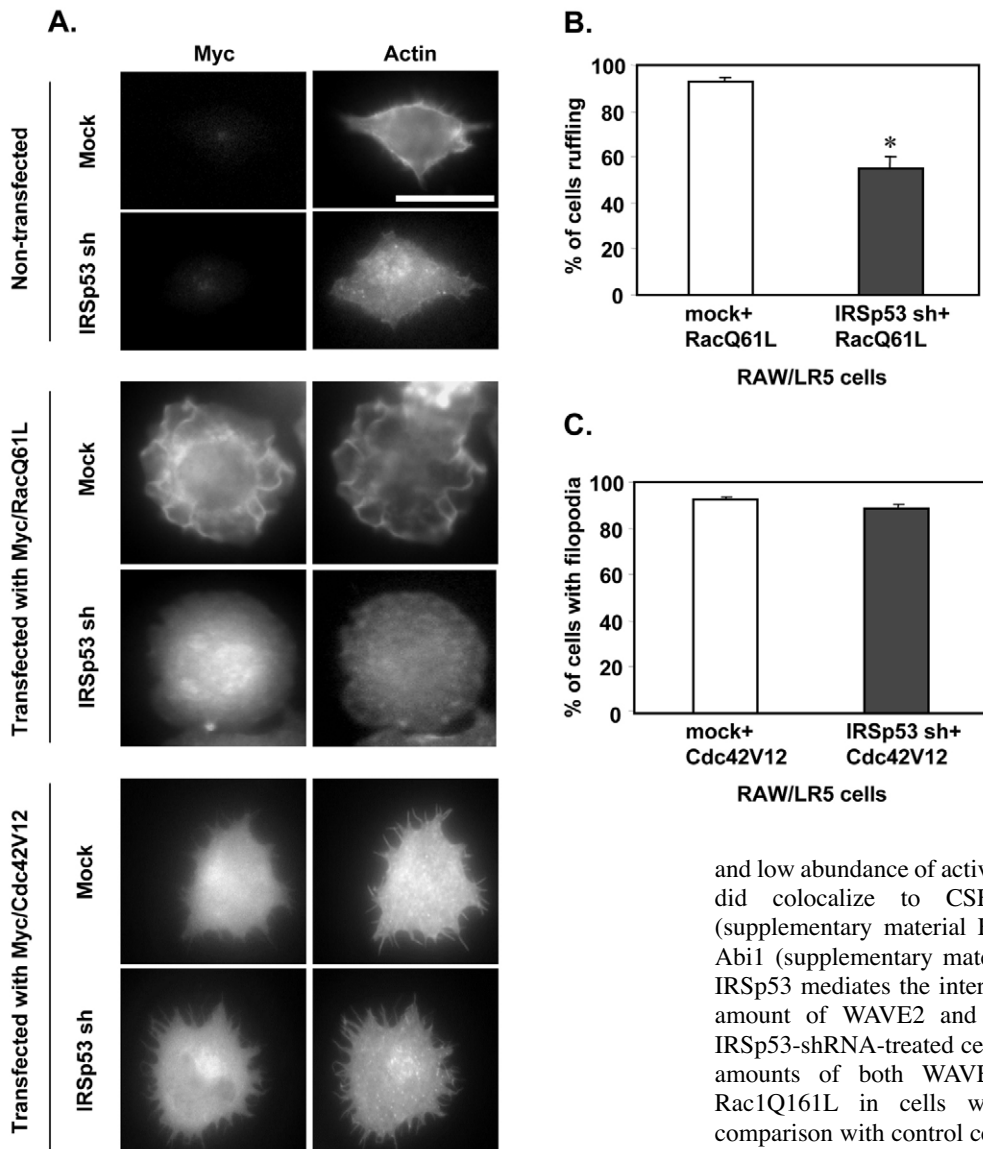 A.
Myc
Actin
Non-transfected
Mock
IRSp53 sh
Transfected with Myc/RacQ61L
Mock
IRSp53 sh
Transfected with Myc/Cdc42V12
Mock
IRSp53 sh
B.
% of cells ruffling
100
80
60
40
20
0
*
mock+
RacQ61L
IRSp53 sh+
RacQ61L
RAW/LR5 cells
C.
% of cells with filopodia
100
80
60
40
20
0
mock+
Cdc42V12
IRSp53 sh+
Cdc42V12
RAW/LR5 cells
and low abundance of activ
did colocalize to
(supplementary material
Abi1 (supplementary mate
IRSp53 mediates the inter
amount of WAVE2 and
IRSp53-shRNA-treated ce
amounts of both WAVE
Rac1Q161L in cells w
comparison with control ce